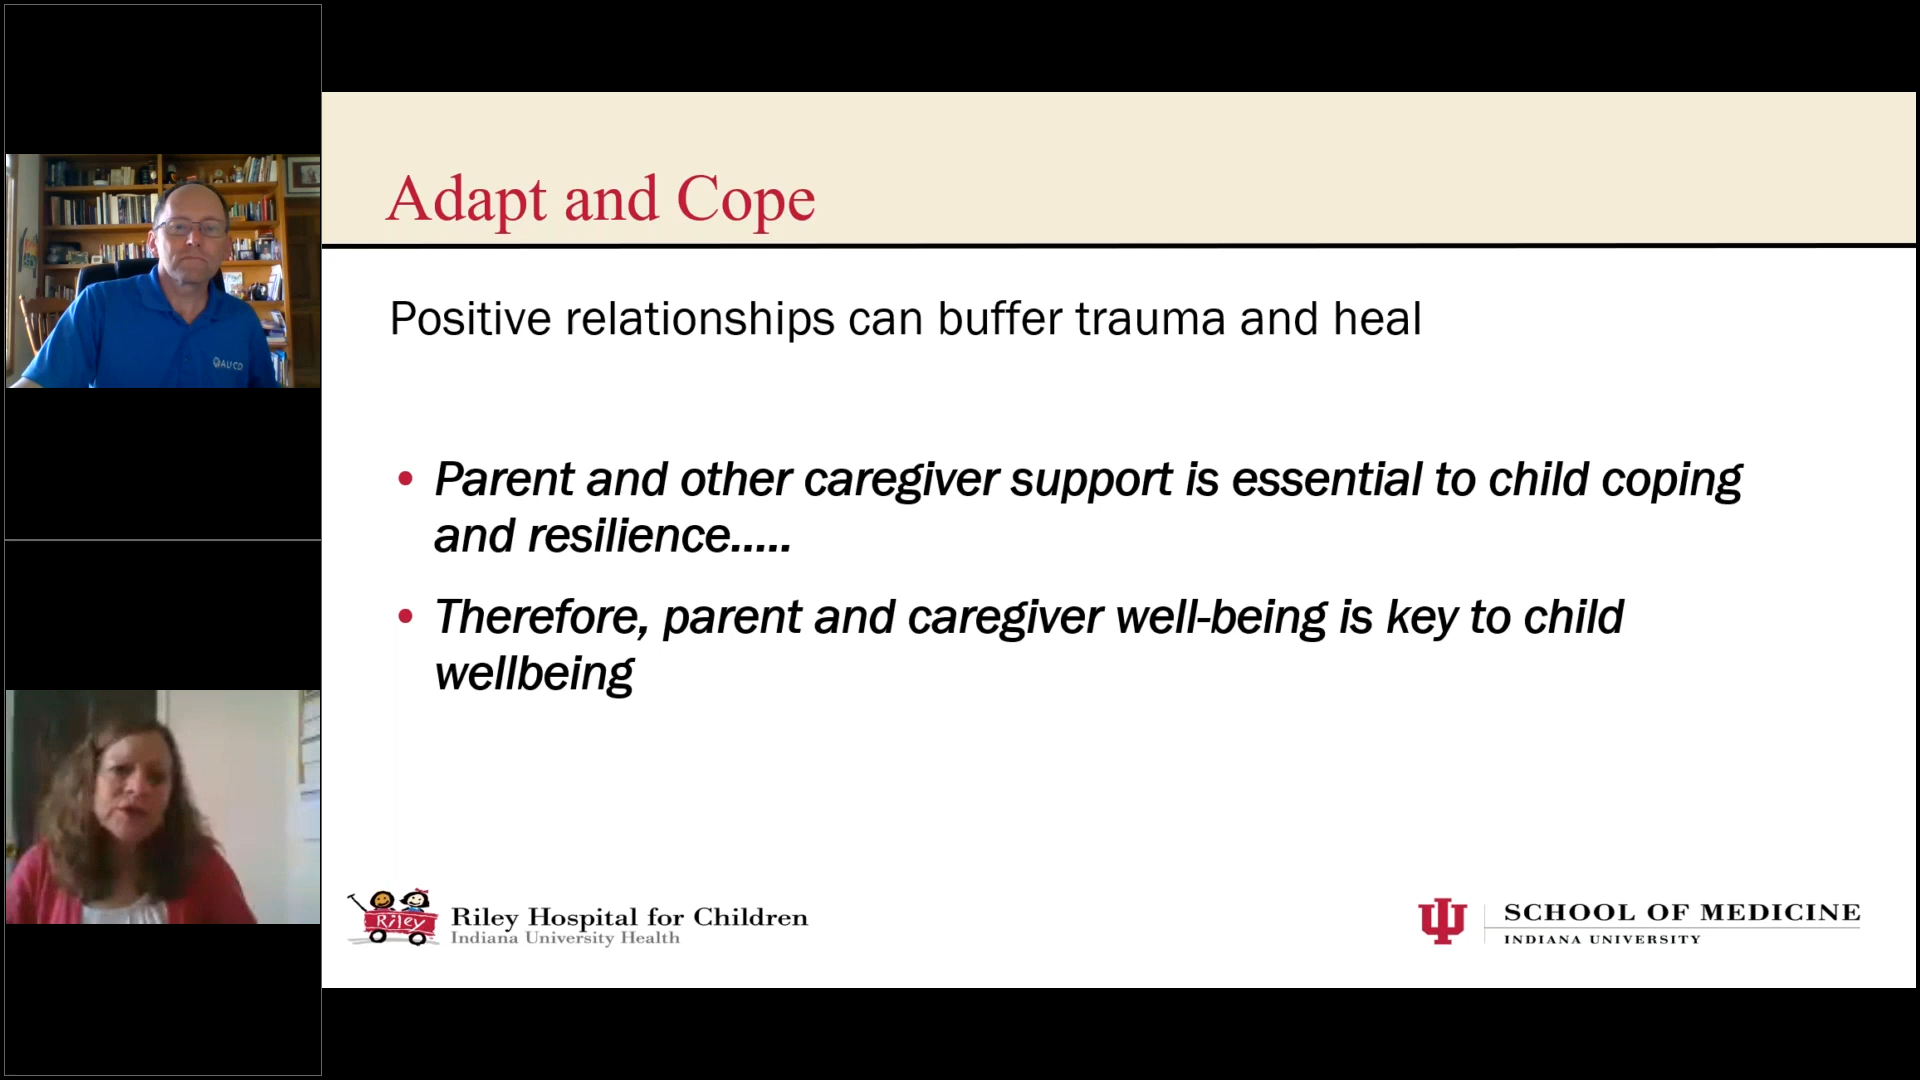 Adapt and Cope
Positive relationships can buffer trauma and heal
• Parent and other caregiver support is essential to child coping
and resilience.....
• Therefore, parent and caregiver well-being is key to child
wellbeing
Riley
Riley Hospital for Children
Indiana University Health
SCHOOL OF MEDICINE
INDIANA UNIVERSITY
AUCD